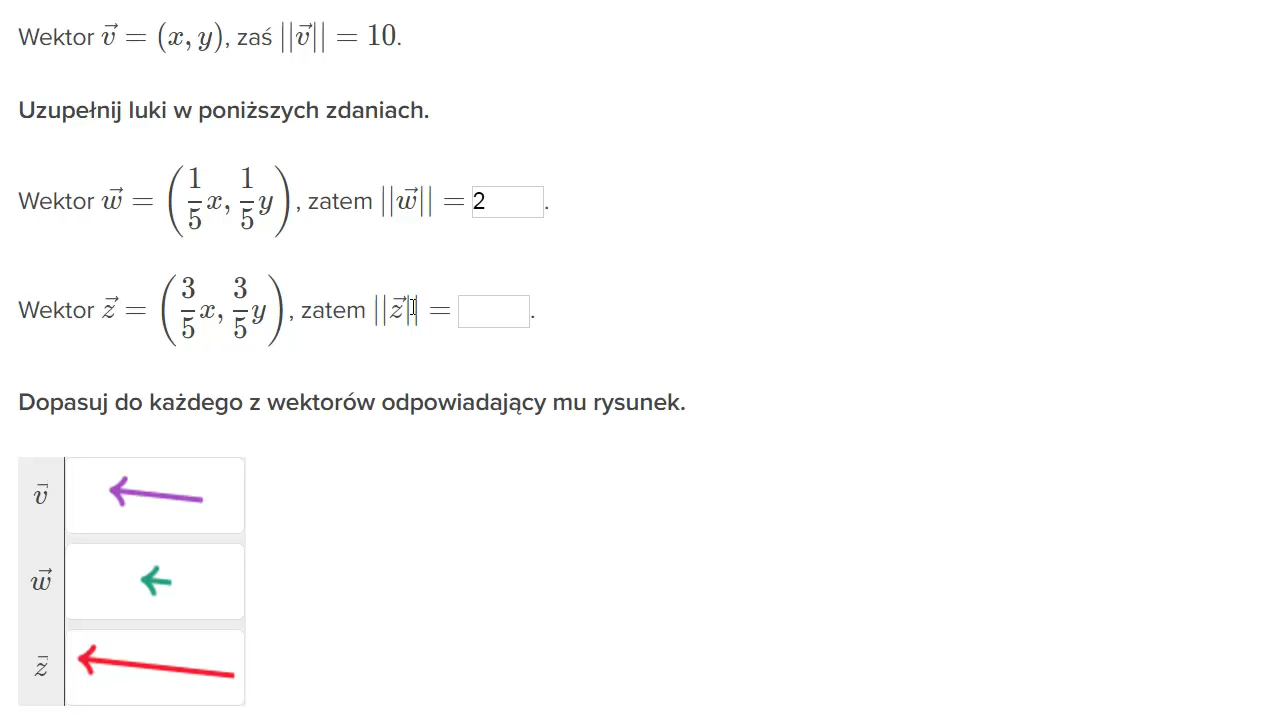 Wektor $\vec{v} = (x, y)$, zaś $||\vec{v}|| = 10$.
Uzupełnij luki w poniższych zdaniach.
Wektor $\vec{w} = \left(\frac{1}{5}x, \frac{1}{5}y\right)$, zatem $||\vec{w}|| =$ 2.
Wektor $\vec{z} = \left(\frac{3}{5}x, \frac{3}{5}y\right)$, zatem $||\vec{z}|| =$ .
Dopasuj do każdego z wektorów odpowiadający mu rysunek.
$\vec{v}$
$\vec{w}$
$\vec{z}$